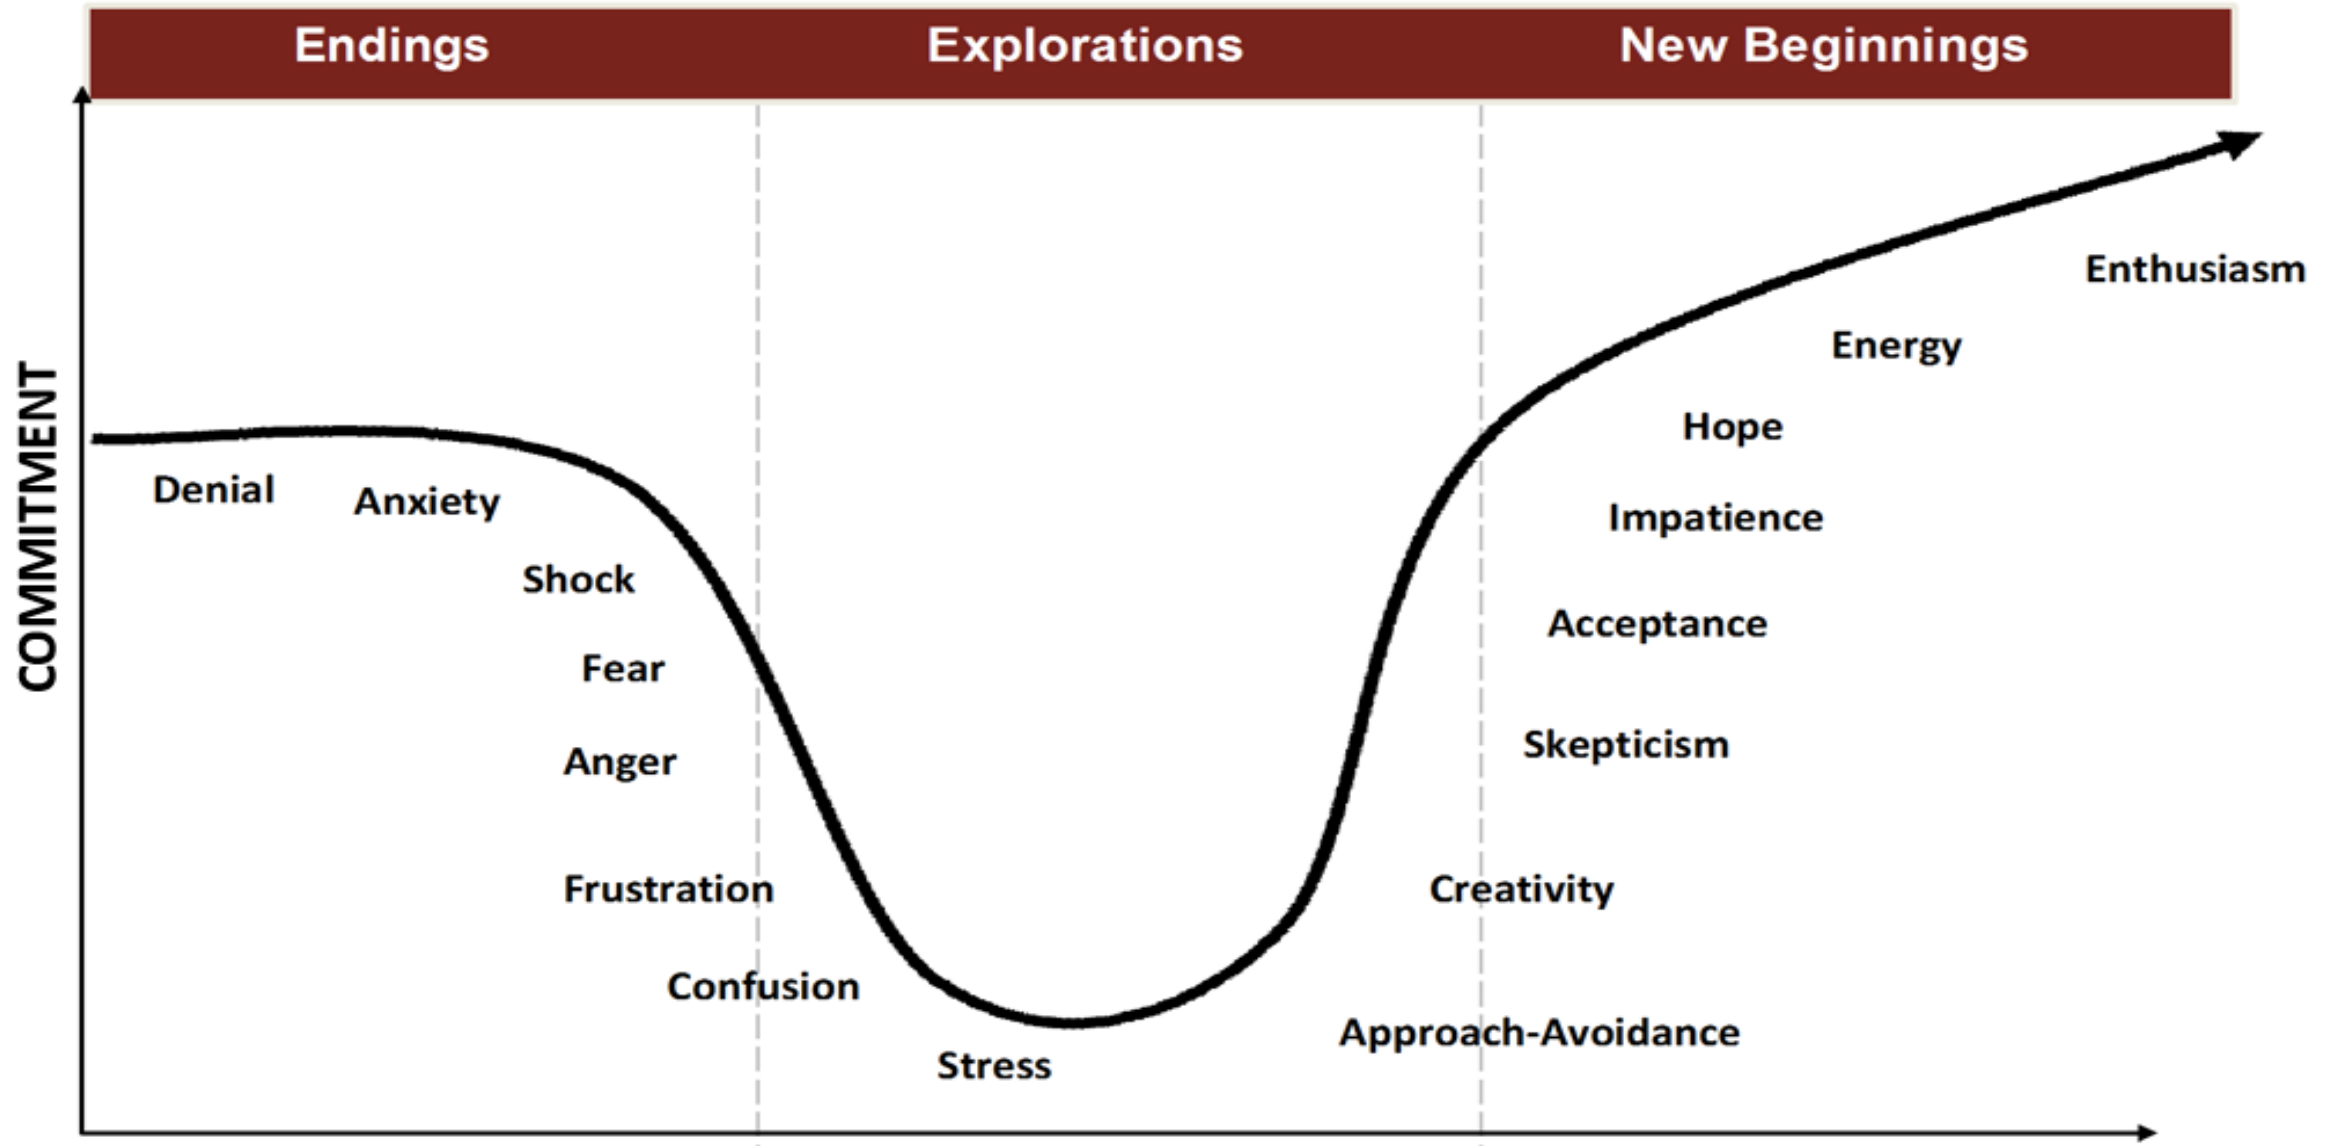 Endings
Explorations
New Beginnings
COMMITMENT
Denial
Anxiety
Shock
Fear
Anger
Frustration
Confusion
Stress
Approach-Avoidance
Creativity
Skepticism
Acceptance
Impatience
Hope
Energy
Enthusiasm